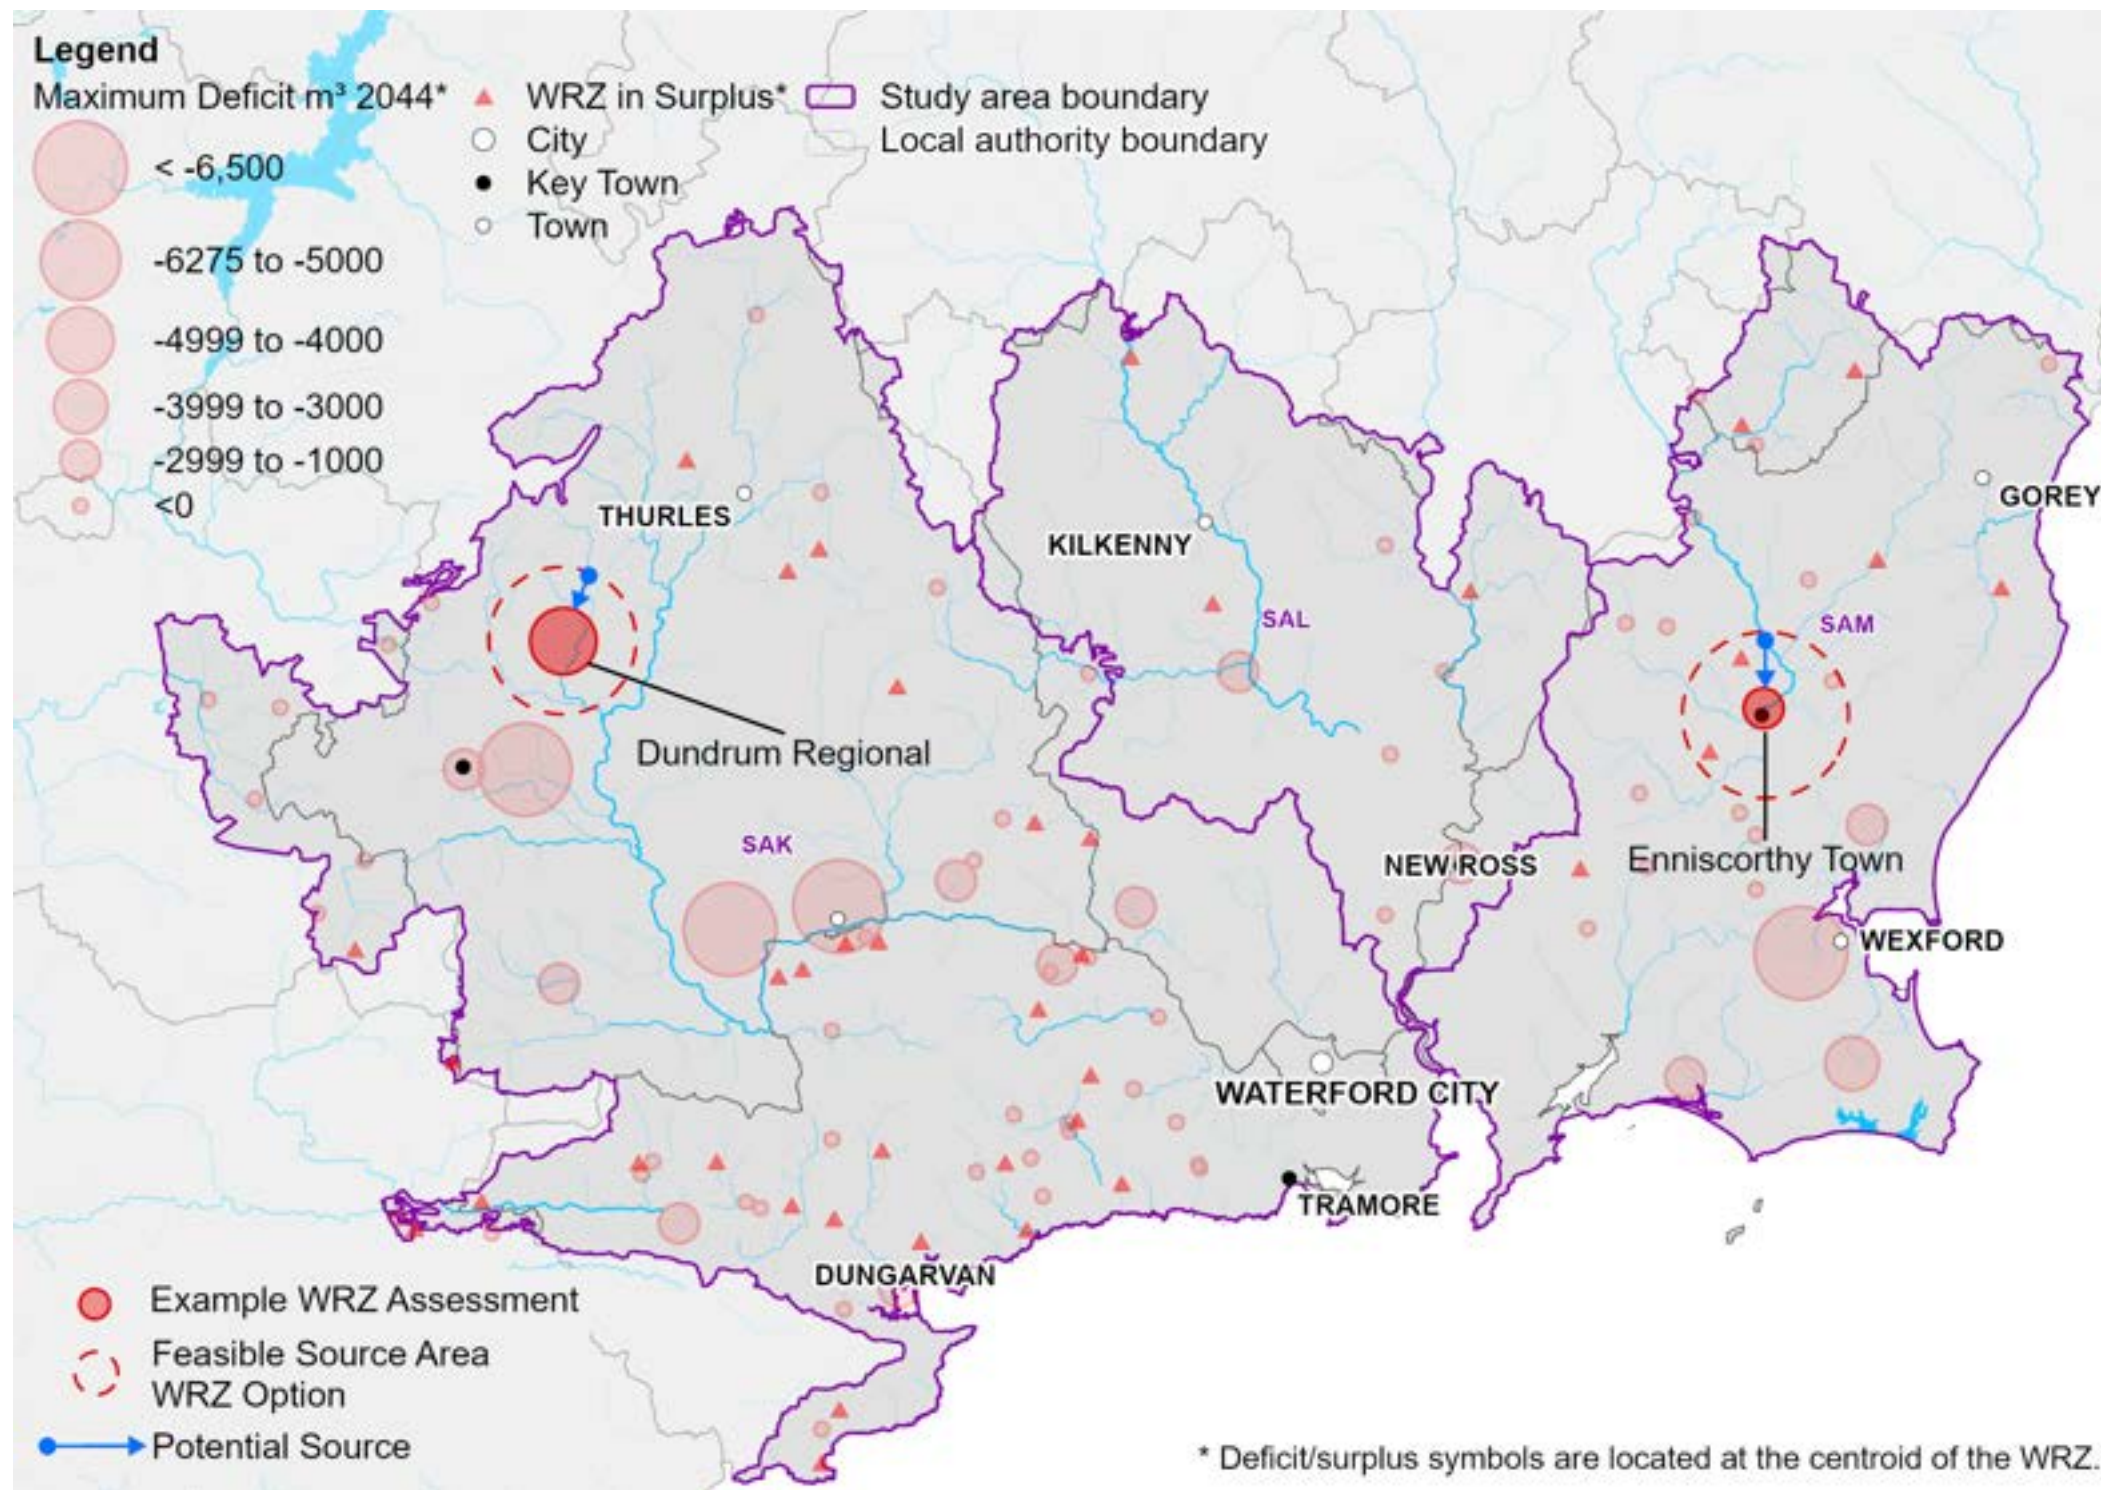 Legend
Maximum Deficit m³ 2044*
< -6,500
-6275 to -5000
-4999 to -4000
-3999 to -3000
-2999 to -1000
<0
WRZ in Surplus*
City
Key Town
Town
Study area boundary
Local authority boundary
THURLES
KILKENNY
GOREY
SAL
SAM
Dundrum Regional
SAK
NEW ROSS
Enniscorthy Town
WEXFORD
WATERFORD CITY
TRAMORE
DUNGARVAN
Example WRZ Assessment
Feasible Source Area
WRZ Option
Potential Source
* Deficit/surplus symbols are located at the centroid of the WRZ.